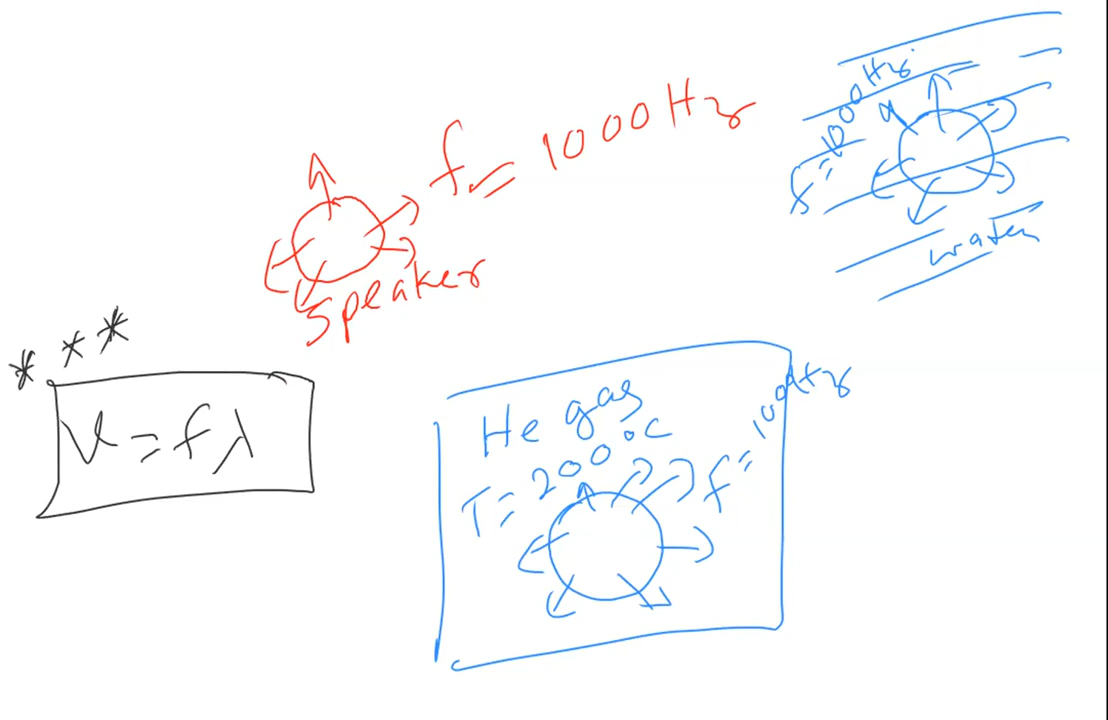 f = 1000 Hz
speaker
f = 1000 Hz
water
* * *
v = fλ
He gas
T = 200 °C
f = 1000 Hz